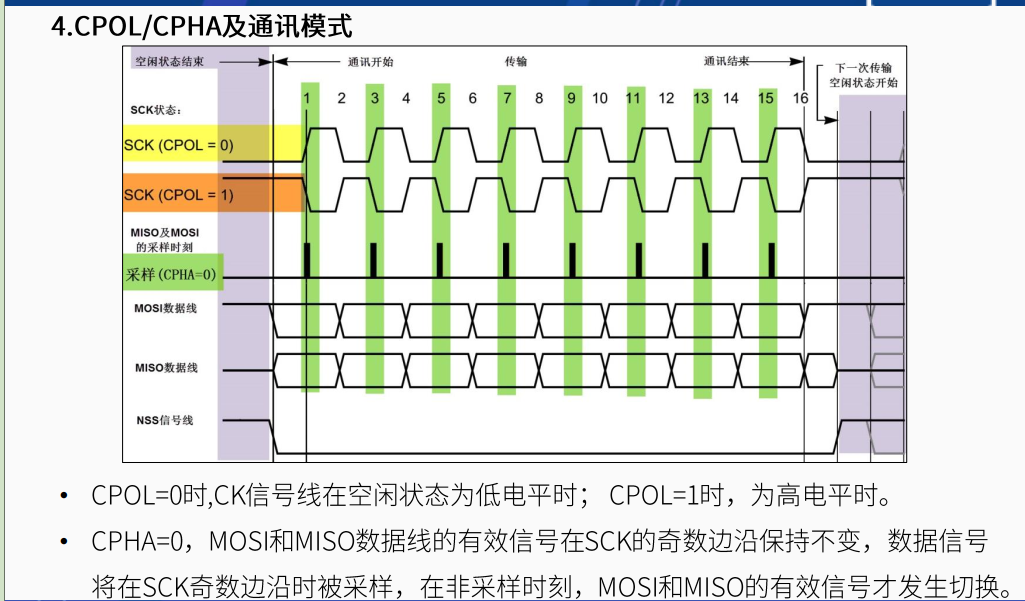 4.CPOL/CPHA及通讯模式
空闲状态结束
通讯开始
传输
通讯结束
下一次传输
空闲状态开始
SCK状态:
1 2 3 4 5 6 7 8 9 10 11 12 13 14 15 16
SCK (CPOL = 0)
SCK (CPOL = 1)
MISO及MOSI
的采样时刻
采样(CPHA=0)
MOSI数据线
MISO数据线
NSS信号线
• CPOL=0时,CK信号线在空闲状态为低电平时； CPOL=1时，为高电平时。
• CPHA=0，MOSI和MISO数据线的有效信号在SCK的奇数边沿保持不变，数据信号
将在SCK奇数边沿时被采样，在非采样时刻，MOSI和MISO的有效信号才发生切换。